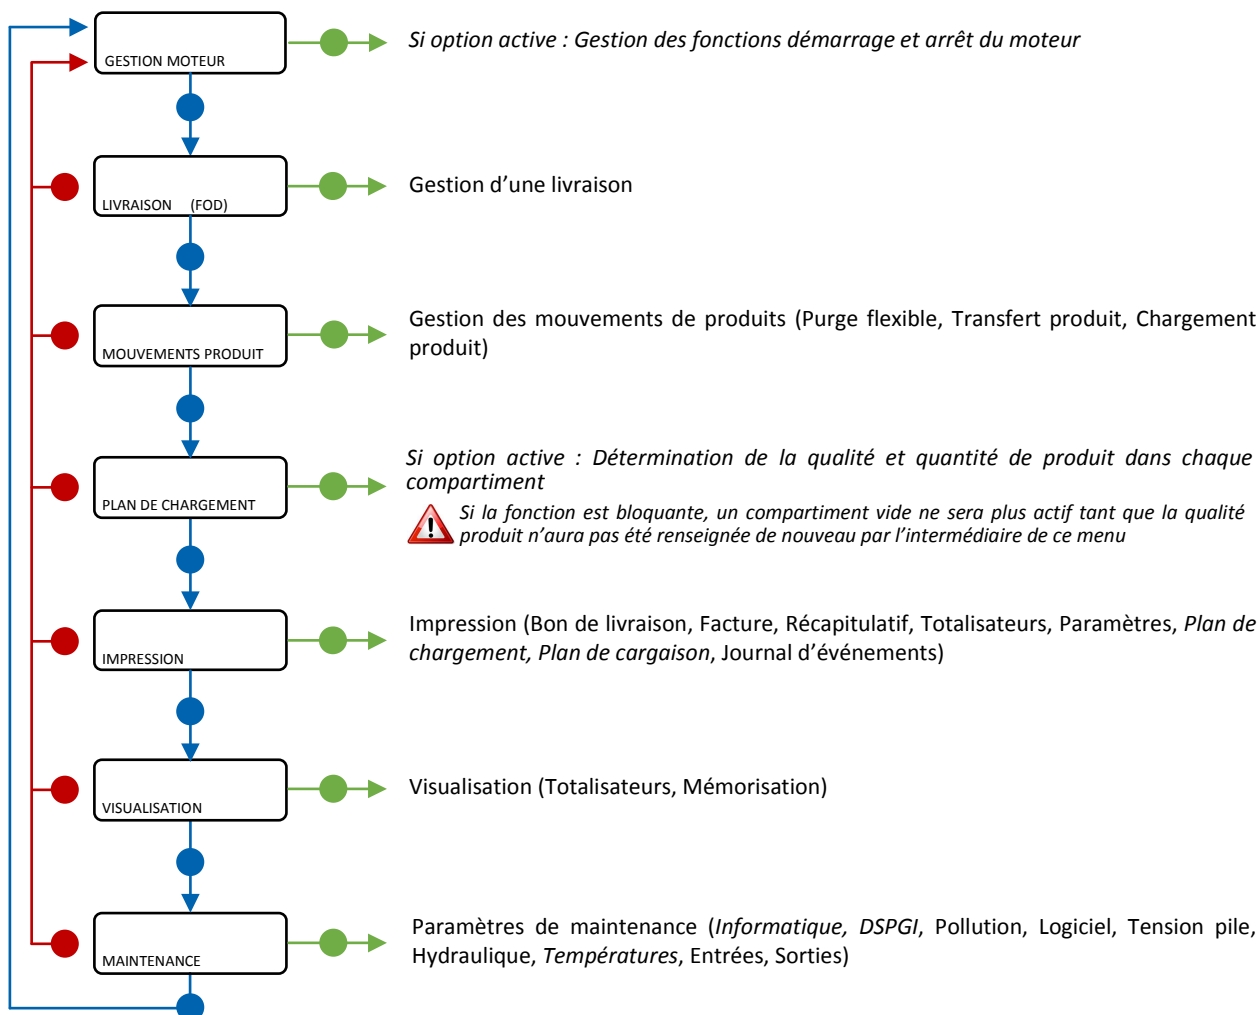 Si option active : Gestion des fonctions démarrage et arrêt du moteur
GESTION MOTEUR
Gestion d’une livraison
LIVRAISON (FOD)
Gestion des mouvements de produits (Purge flexible, Transfert produit, Chargement
produit)
MOUVEMENTS PRODUIT
Si option active : Détermination de la qualité et quantité de produit dans chaque
compartiment
PLAN DE CHARGEMENT
Si la fonction est bloquante, un compartiment vide ne sera plus actif tant que la qualité
produit n’aura pas été renseignée de nouveau par l’intermédiaire de ce menu
Impression (Bon de livraison, Facture, Récapitulatif, Totalisateurs, Paramètres, Plan de
chargement, Plan de cargaison, Journal d’événements)
IMPRESSION
Visualisation (Totalisateurs, Mémorisation)
VISUALISATION
Paramètres de maintenance (Informatique, DSPGI, Pollution, Logiciel, Tension pile,
Hydraulique, Températures, Entrées, Sorties)
MAINTENANCE